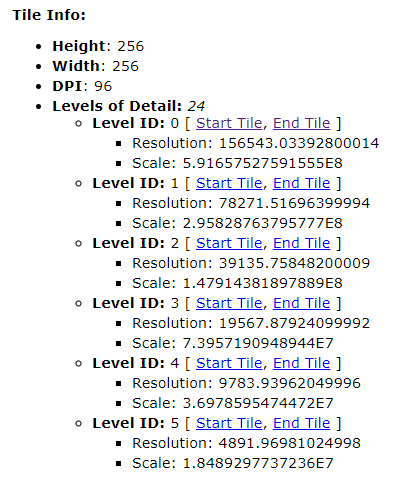 Tile Info:
Height: 256
Width: 256
DPI: 96
Levels of Detail: 24
Level ID: 0 [ Start Tile, End Tile ]
Resolution: 156543.03392800014
Scale: 5.91657527591555E8
Level ID: 1 [ Start Tile, End Tile ]
Resolution: 78271.51696399994
Scale: 2.95828763795777E8
Level ID: 2 [ Start Tile, End Tile ]
Resolution: 39135.75848200009
Scale: 1.47914381897889E8
Level ID: 3 [ Start Tile, End Tile ]
Resolution: 19567.87924099992
Scale: 7.3957190948944E7
Level ID: 4 [ Start Tile, End Tile ]
Resolution: 9783.93962049996
Scale: 3.6978595474472E7
Level ID: 5 [ Start Tile, End Tile ]
Resolution: 4891.96981024998
Scale: 1.8489297737236E7